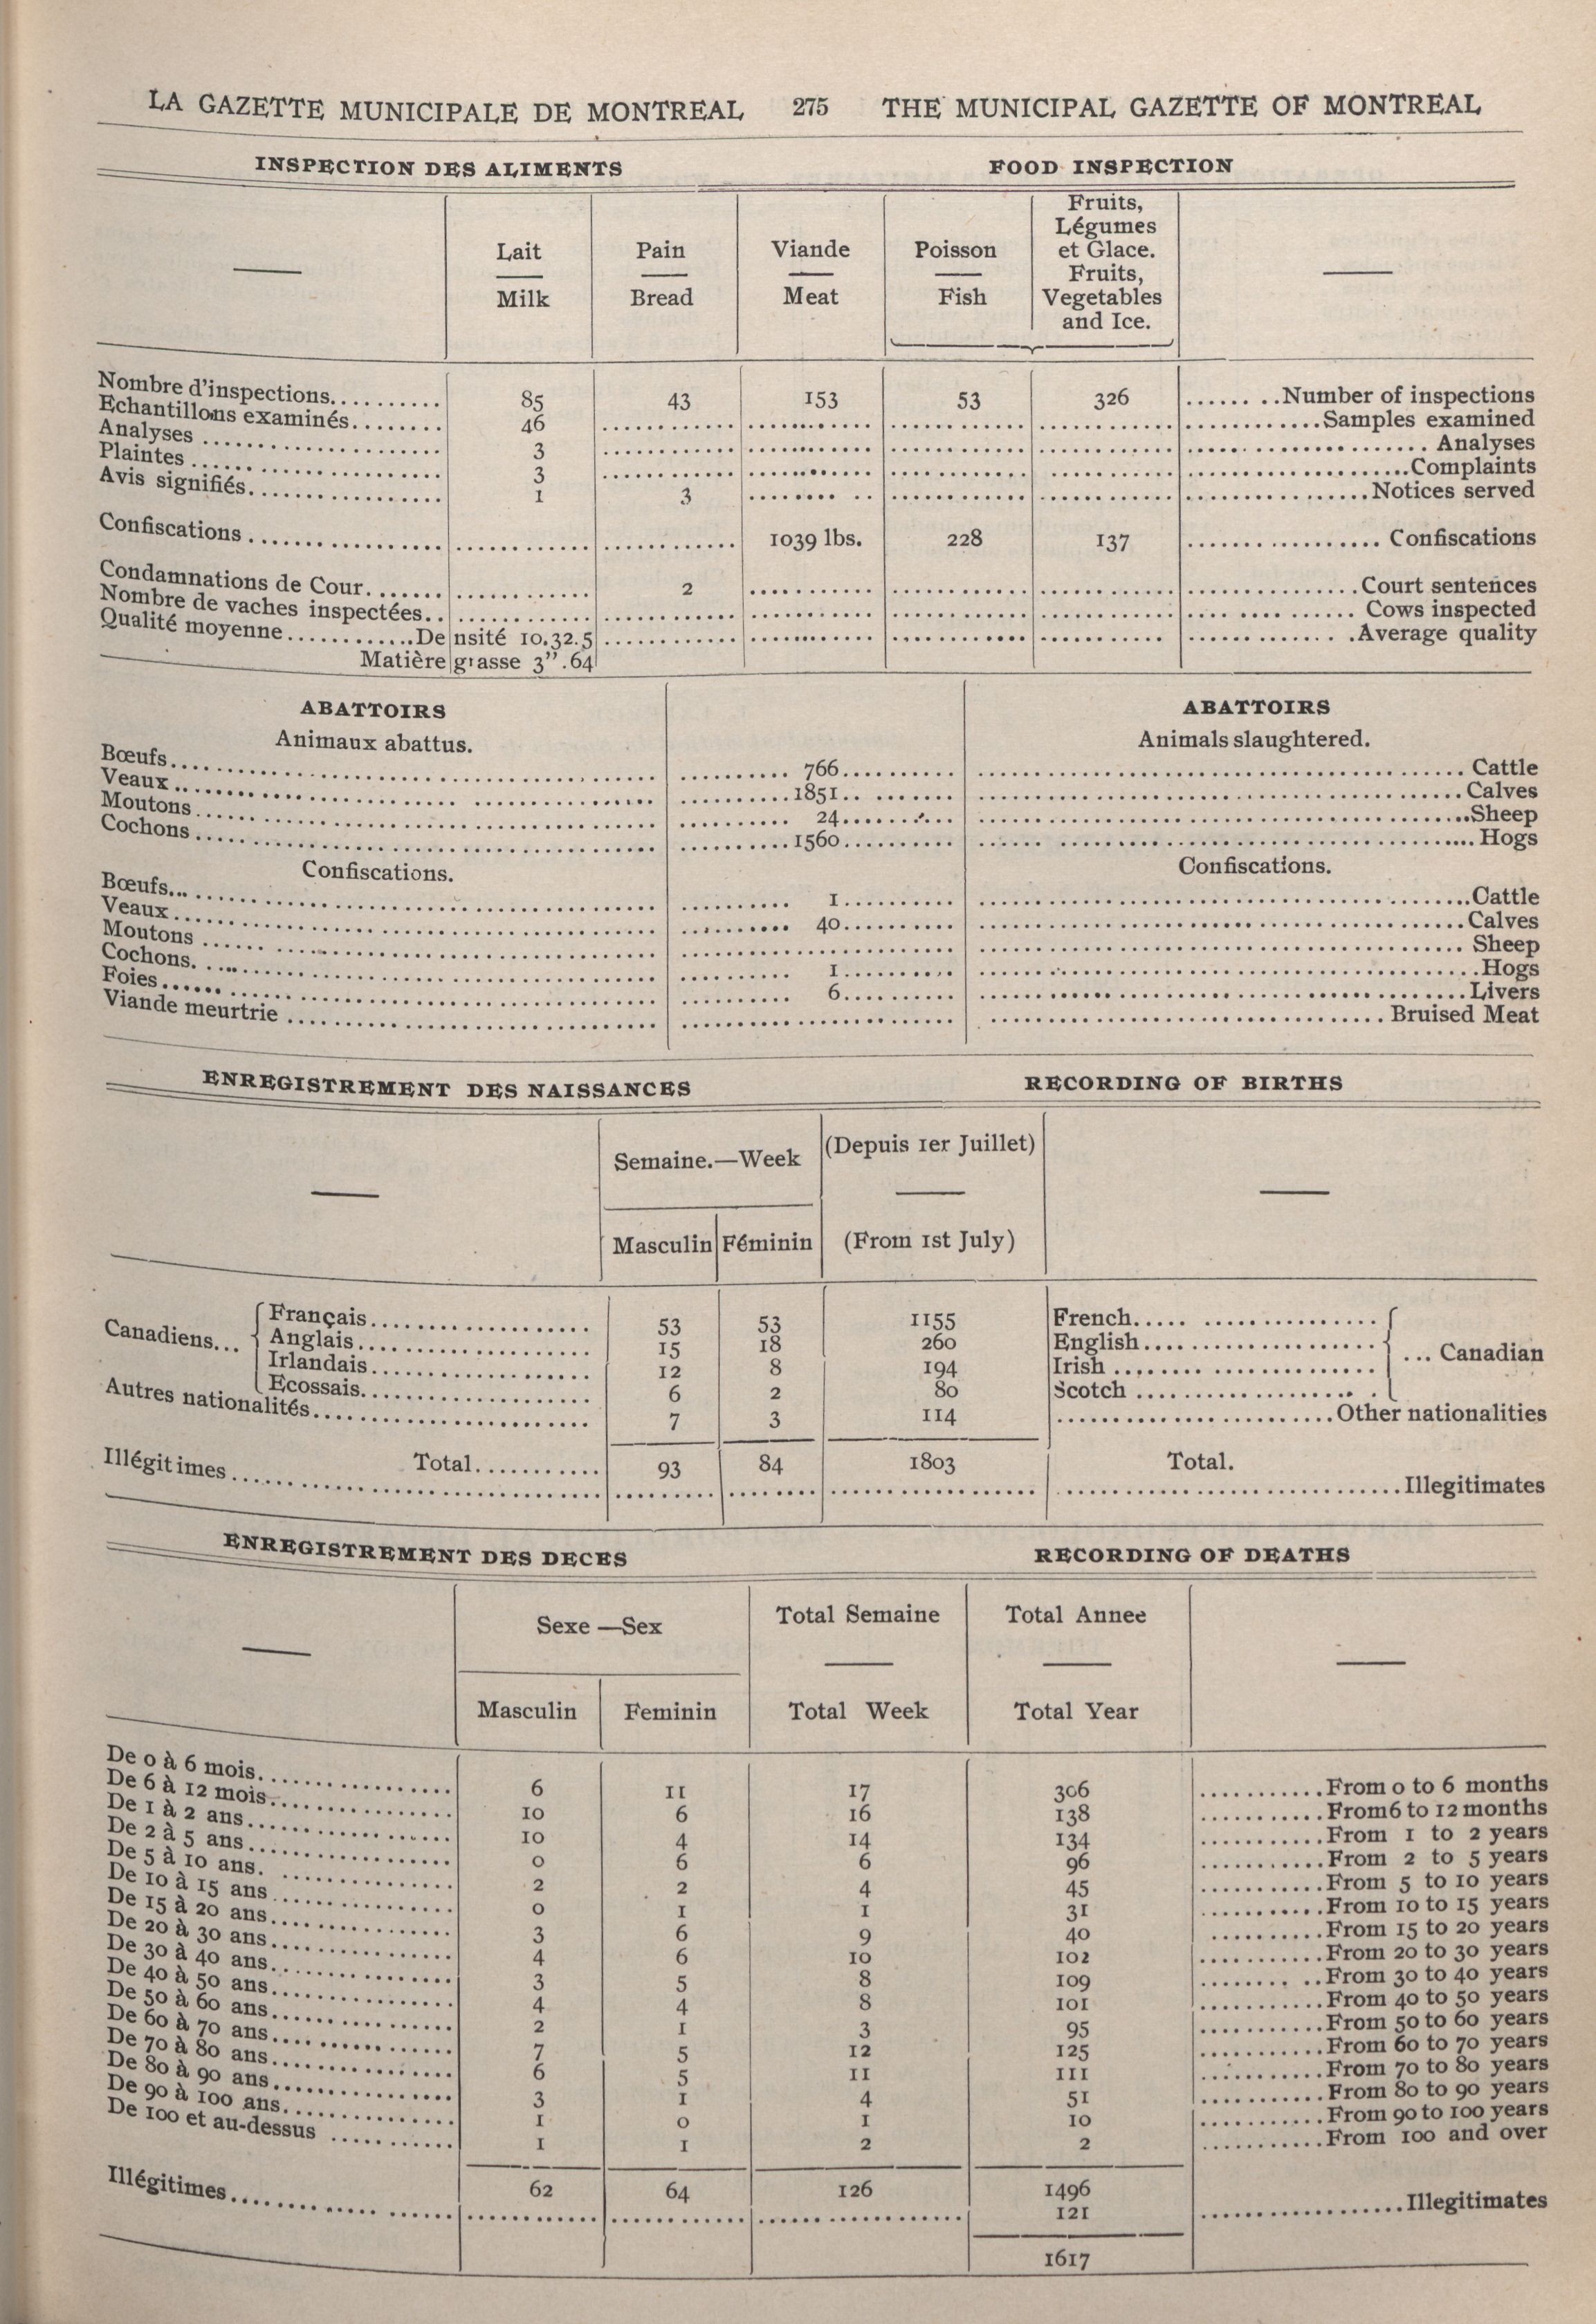 LA GAZETTE MUNICIPALE DE MONTREAL 275 THE MUNICIPAL GAZETTE OF MONTREAL
INSPECTION DES ALIMENTS FOOD INSPECTION
Lait Milk Pain Bread Viande Meat Poisson Fish Fruits, Légumes et Glace. Fruits, Vegetables and Ice.
Nombre d'inspections.......... 85 43 153 53 326 ........Number of inspections
Echantillons examinés........ 46 ............Samples examined
Analyses .................... 3 .................... Analyses
Plaintes .................... 3 ....................Complaints
Avis signifiés................. 1 3 ................Notices served
Confiscations .................. 1039 lbs. 228 137 ................. Confiscations
Condamnations de Cour........ 2 ...............Court sentences
Nombre de vaches inspectées.. .............. Cows inspected
Qualité moyenne............Densité 10,32.5 ...............Average quality
Matière grasse 3”.64
ABATTOIRS ABATTOIRS
Animaux abattus. Animals slaughtered.
Bœufs.................... 766.......... Cattle
Veaux.................... 1851.......... Calves
Moutons.................... 24..........Sheep
Cochons.................... 1560.......... Hogs
Confiscations. Confiscations.
Bœufs.................... 1..........Cattle
Veaux.................... 40..........Calves
Moutons .................... Sheep
Cochons.................... 1..........Hogs
Foies.................... 6..........Livers
Viande meurtrie .................... Bruised Meat
ENREGISTREMENT DES NAISSANCES RECORDING OF BIRTHS
Semaine.—Week (Depuis 1er Juillet)
Masculin Féminin (From 1st July)
Canadiens... Français.................... 53 53 1155 French.................... ... Canadian
Anglais.................... 15 18 260 English....................
Irlandais.................... 12 8 194 Irish ....................
Ecossais.................... 6 2 80 Scotch ....................
Autres nationalités........................ 7 3 114 ........................Other nationalities
Total........... 93 84 1803 Total.
Illégitimes.................... ....................Illegitimates
ENREGISTREMENT DES DECES RECORDING OF DEATHS
Sexe —Sex Total Semaine Total Annee
Masculin Feminin Total Week Total Year
De 0 à 6 mois................. 6 11 17 306 ...........From 0 to 6 months
De 6 à 12 mois................ 10 6 16 138 ...........From 6 to 12 months
De 1 à 2 ans.................. 10 4 14 134 ...........From 1 to 2 years
De 2 à 5 ans.................. 0 6 6 96 ...........From 2 to 5 years
De 5 à 10 ans. ............... 2 2 4 45 ...........From 5 to 10 years
De 10 à 15 ans................ 0 1 1 31 ...........From 10 to 15 years
De 15 à 20 ans................ 3 6 9 40 ..........From 15 to 20 years
De 20 à 30 ans................ 4 6 10 102 ...........From 20 to 30 years
De 30 à 40 ans................ 3 5 8 109 ........ ..From 30 to 40 years
De 40 à 50 ans................ 4 4 8 101 ...........From 40 to 50 years
De 50 à 60 ans................ 2 1 3 95 ...........From 50 to 60 years
De 60 à 70 ans................ 7 5 12 125 ...........From 60 to 70 years
De 70 à 80 ans................ 6 5 11 111 ...........From 70 to 80 years
De 80 à 90 ans................ 3 1 4 51 ...........From 80 to 90 years
De 90 à 100 ans............... 1 0 1 10 ...........From 90 to 100 years
De 100 et au-dessus ........... 1 1 2 2 ...........From 100 and over
62 64 126 1496
Illégitimes.................... 121 ..................Illegitimates
1617